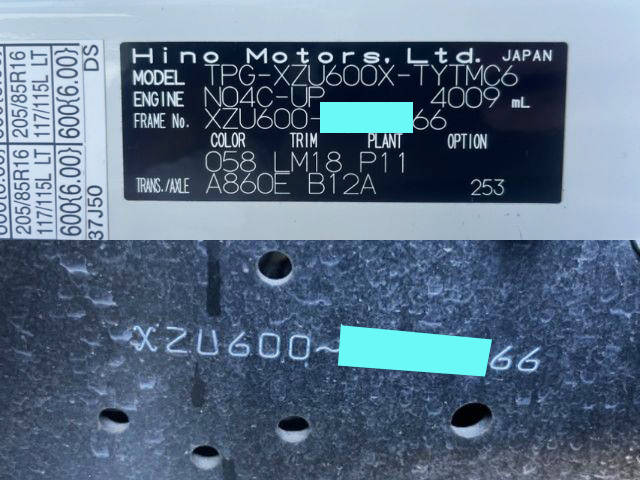 Hino Motors, Ltd. JAPAN
MODEL TPG-XZU600X-TYTMC6
ENGINE N04C-UP 4009 mL
FRAME No. XZU600- 66
COLOR TRIM PLANT OPTION
058 LM18 P11
TRANS./AXLE A860E B12A 253
205/85R16
117/115L LT
600(6.00)
DS
205/85R16
117/115L LT
600(6.00)
37J50
XZU600~ 66